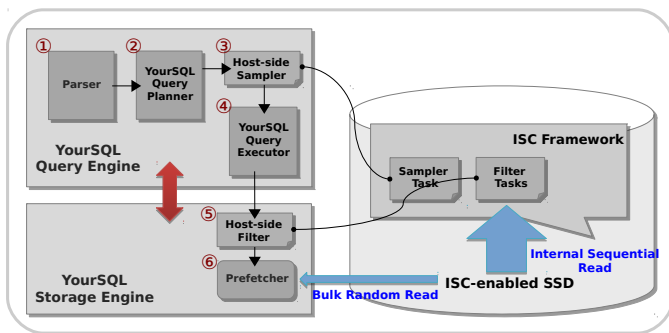 ①
Parser
②
YourSQL
Query
Planner
③
Host-side
Sampler
④
YourSQL
Query
Executor
YourSQL
Query Engine
⑤
Host-side
Filter
⑥
Prefetcher
YourSQL
Storage Engine
ISC Framework
Sampler
Task
Filter
Tasks
Internal Sequential
Read
ISC-enabled SSD
Bulk Random Read